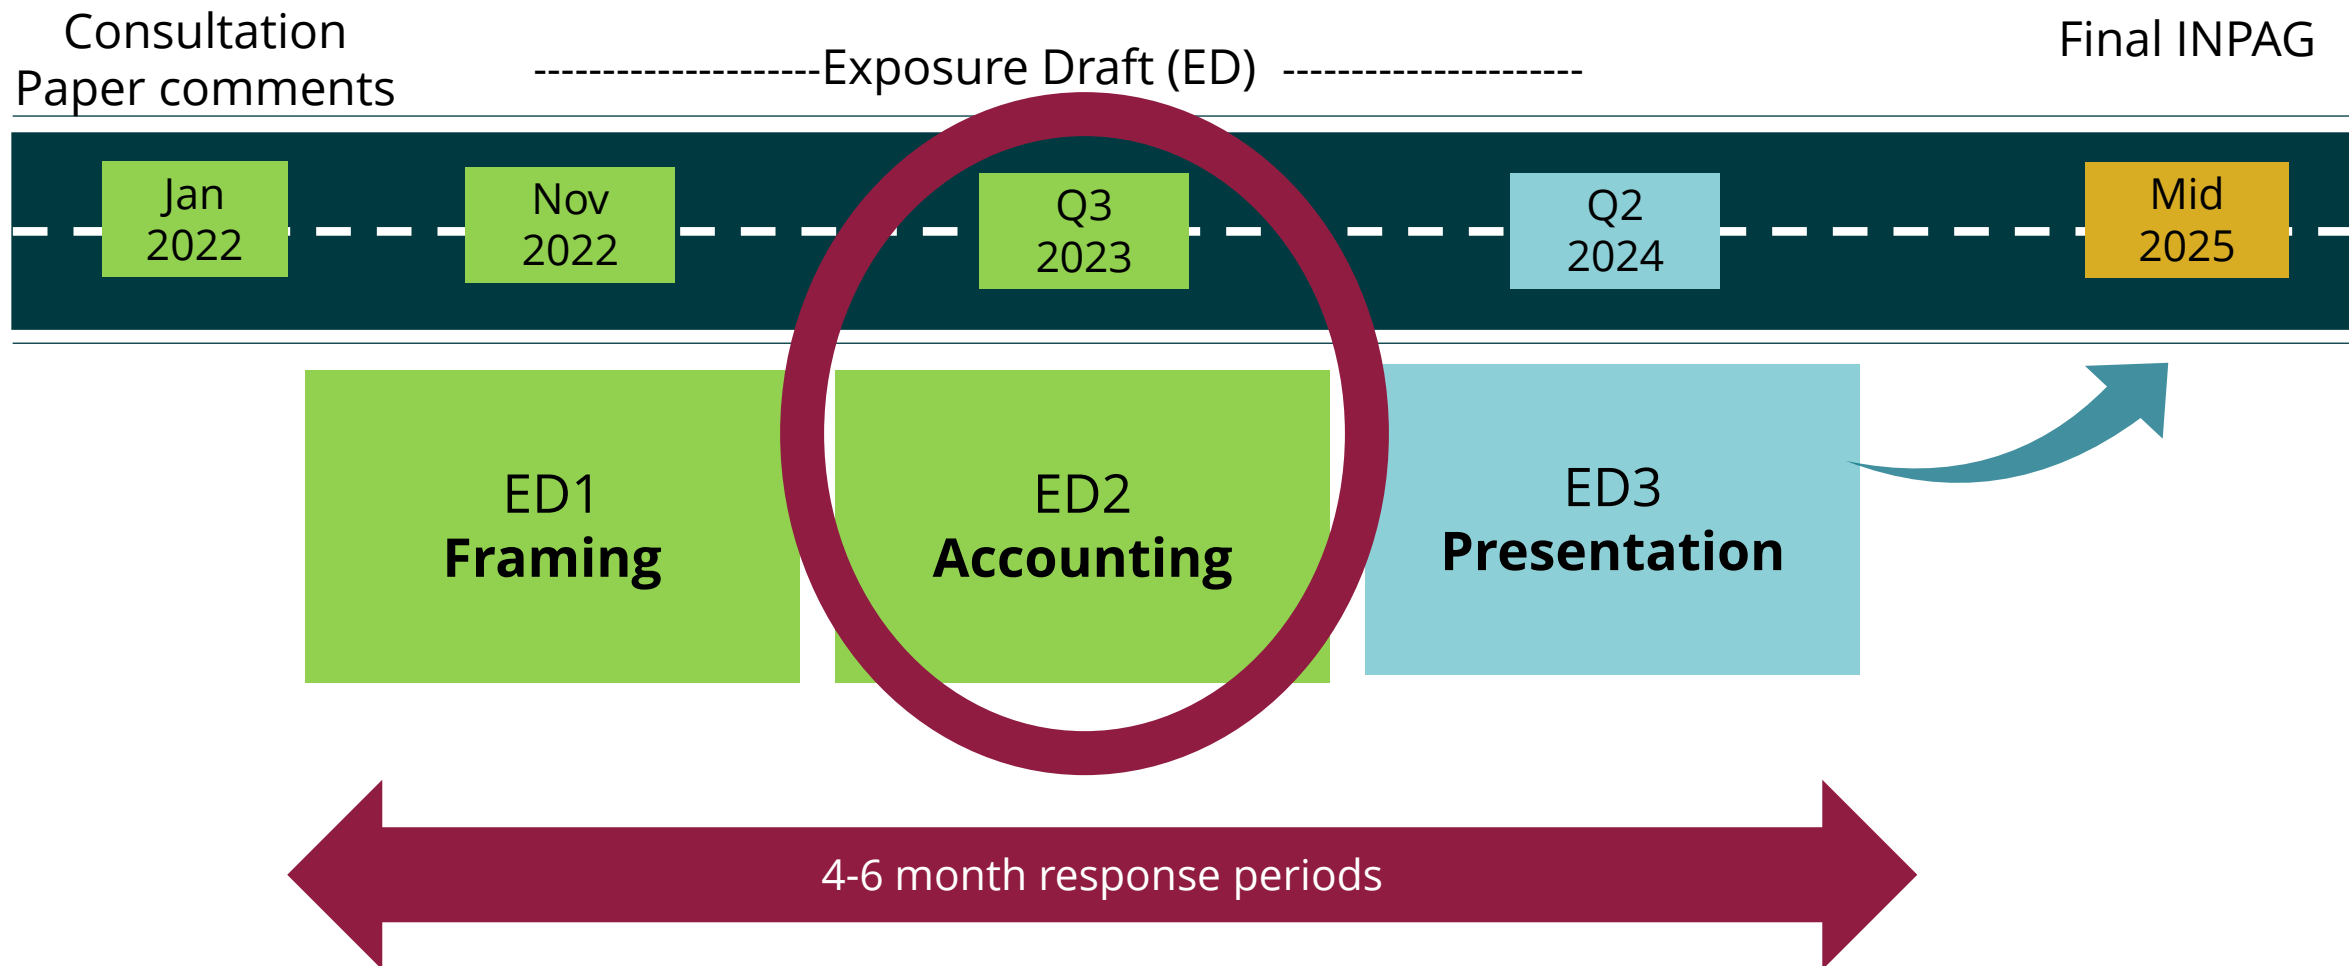 Consultation
Paper comments
---------------------Exposure Draft (ED) ----------------------
Final INPAG
Jan
2022
Nov
2022
Q3
2023
Q2
2024
Mid
2025
ED1
Framing
ED2
Accounting
ED3
Presentation
4-6 month response periods